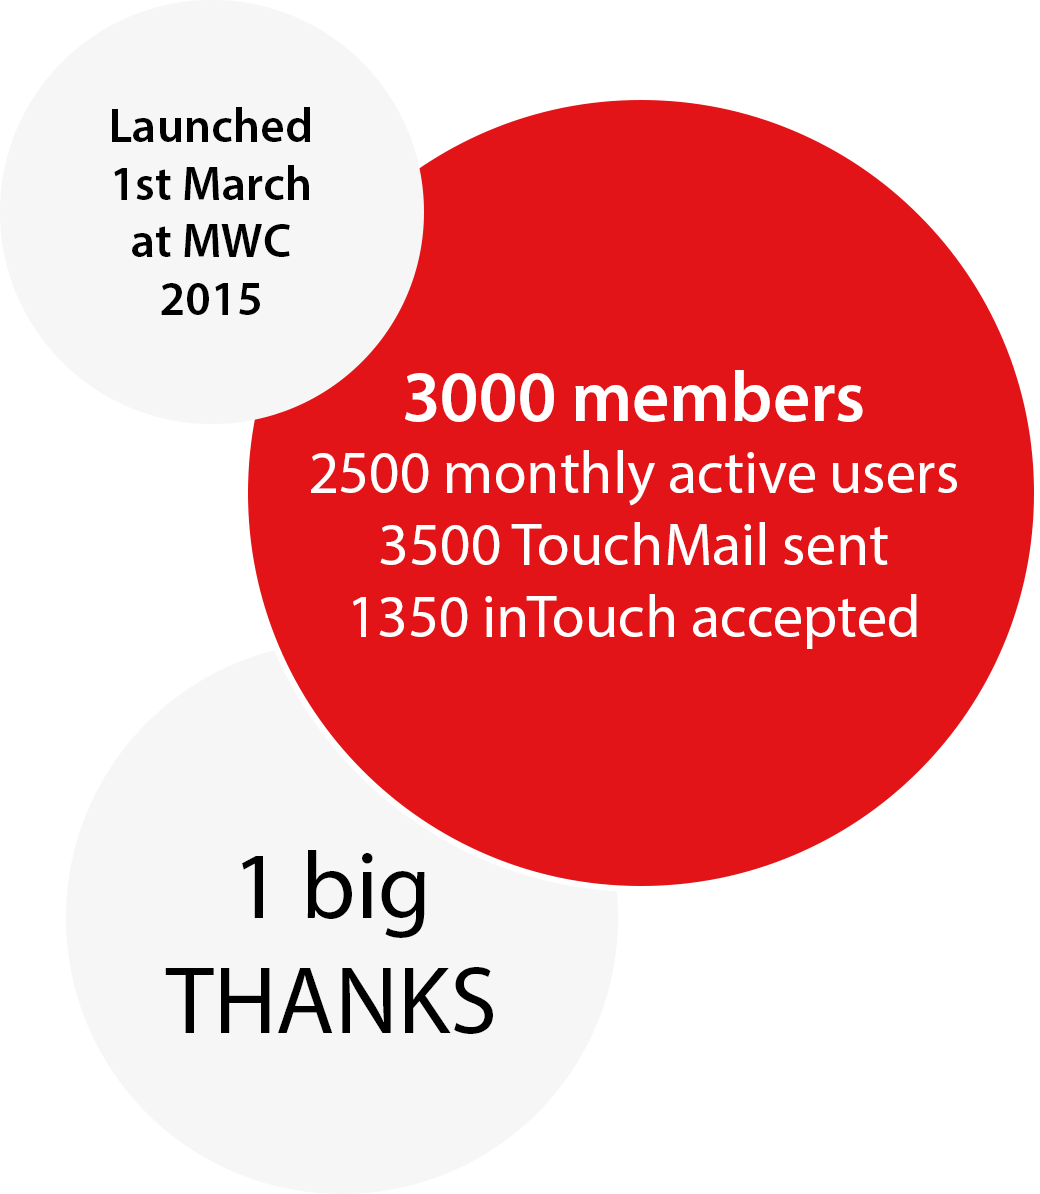 Launched
1st March
at MWC
2015
3000 members
2500 monthly active users
3500 TouchMail sent
1350 inTouch accepted
1 big
THANKS